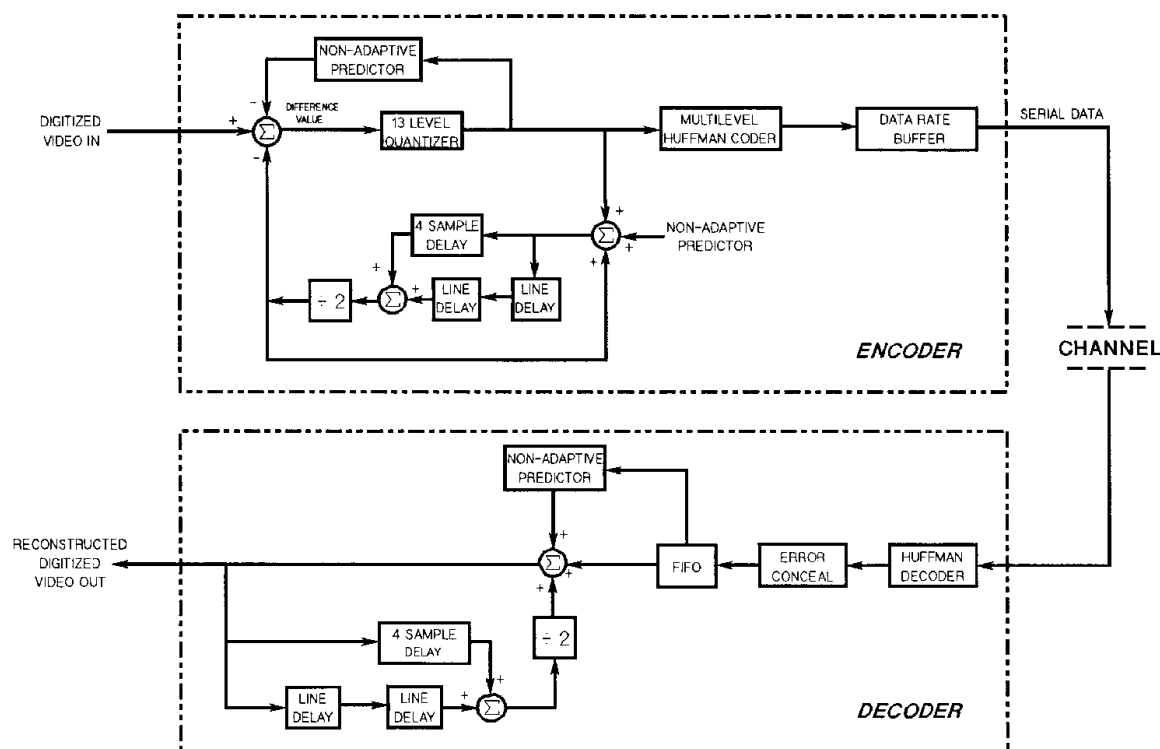 NON-ADAPTIVE
PREDICTOR
DIGITIZED
VIDEO IN
+
-
-
Σ
DIFFERENCE
VALUE
13 LEVEL
QUANTIZER
MULTILEVEL
HUFFMAN CODER
DATA RATE
BUFFER
SERIAL DATA
4 SAMPLE
DELAY
+
Σ
+
+
NON-ADAPTIVE
PREDICTOR
÷ 2
+
Σ
+
LINE
DELAY
LINE
DELAY
ENCODER
CHANNEL
NON-ADAPTIVE
PREDICTOR
RECONSTRUCTED
DIGITIZED
VIDEO OUT
+
Σ
+
+
FIFO
ERROR
CONCEAL
HUFFMAN
DECODER
÷ 2
4 SAMPLE
DELAY
LINE
DELAY
LINE
DELAY
+
+
Σ
DECODER